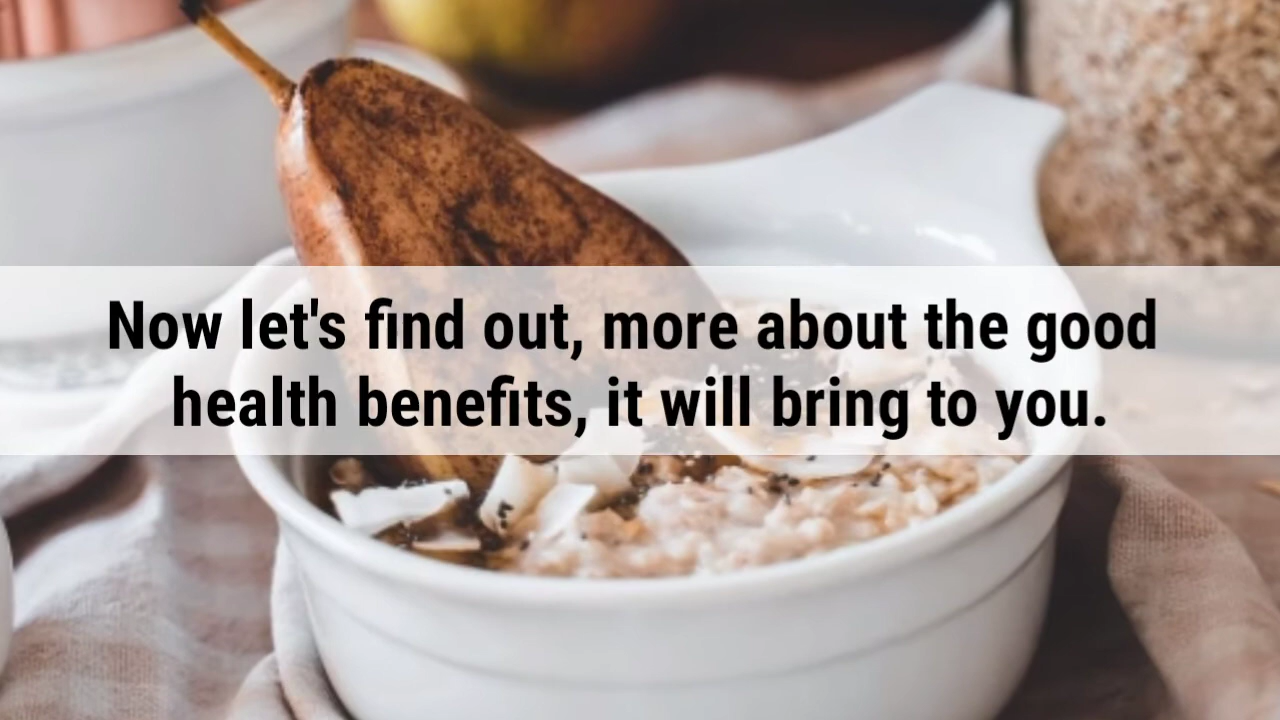 Now let's find out, more about the good
health benefits, it will bring to you.